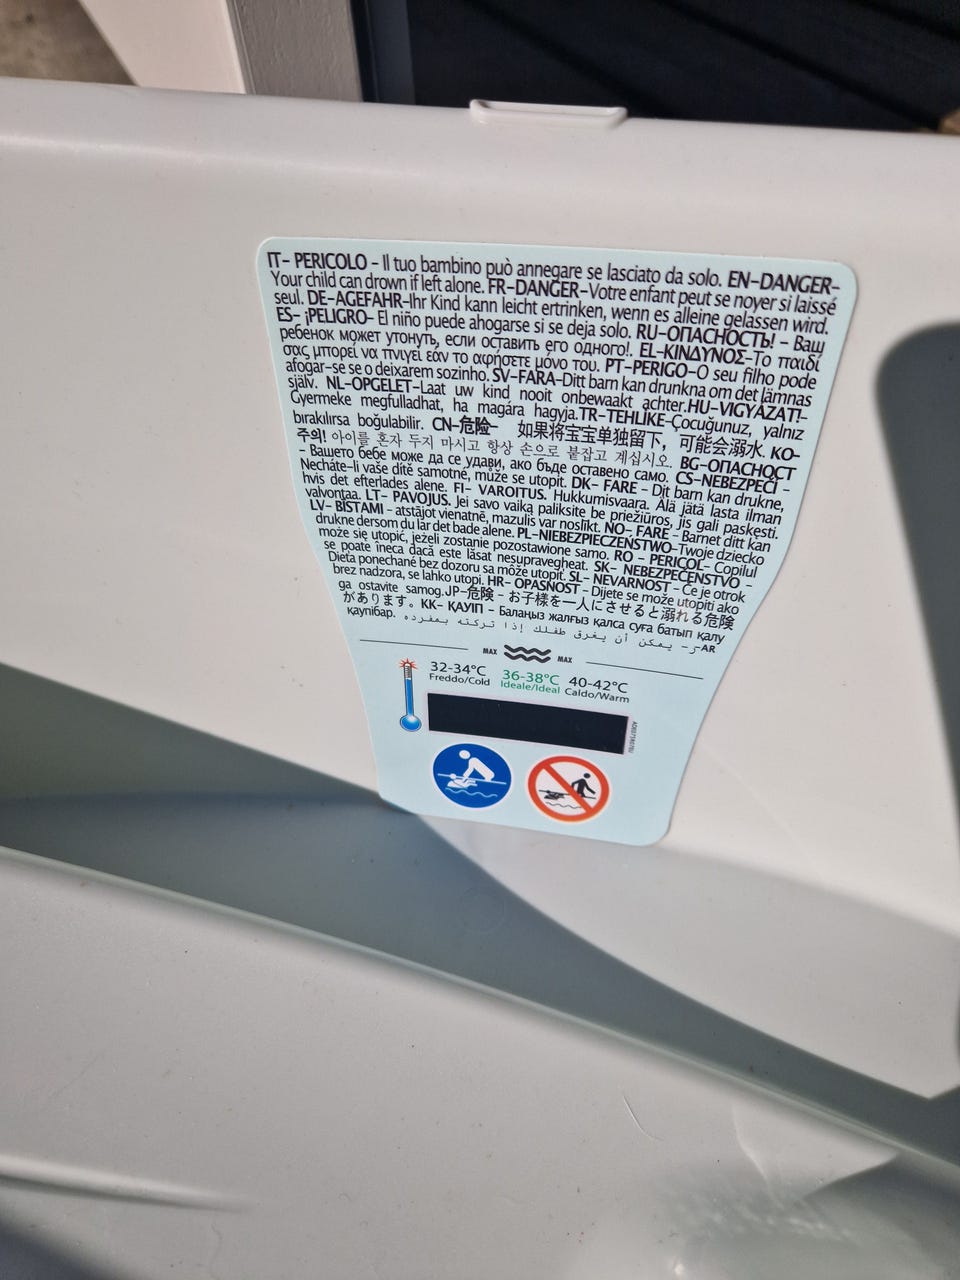 IT- PERICOLO - Il tuo bambino può annegare se lasciato da solo. EN-DANGER-
Your child can drown if left alone. FR-DANGER-Votre enfant peut se noyer si laissé
seul. DE-AGEFAHR-Ihr Kind kann leicht ertrinken, wenn es alleine gelassen wird.
ES- ¡PELIGRO- El niño puede ahogarse si se deja solo. RU-ОПАСНОСТЬ! - Ваш
ребенок может утонуть, если оставить его одного!. EL-ΚΙΝΔΥΝΟΣ-Το παιδί
σας μπορεί να πνιγεί εάν το αφήσετε μόνο του. PT-PERIGO-O seu filho pode
afogar-se se o deixarem sozinho. SV-FARA-Ditt barn kan drunkna om det lämnas
själv. NL-OPGELET-Laat uw kind nooit onbewaakt achter.HU-VIGYÁZAT!-
Gyermeke megfulladhat, ha magára hagyja.TR-TEHLİKE-Çocuğunuz, yalnız
bırakılırsa boğulabilir. CN-危险- 如果将宝宝单独留下，可能会溺水. KO-
주의! 아이를 혼자 두지 마시고 항상 손으로 붙잡고 계십시오. BG-ОПАСНОСТ
- Вашето бебе може да се удави, ако бъде оставено само. CS-NEBEZPEČÍ -
Necháte-li vaše dítě samotné, může se utopit. DK- FARE - Dit barn kan drukne,
hvis det efterlades alene. FI- VAROITUS. Hukkumisvaara. Älä jätä lasta ilman
valvontaa. LT- PAVOJUS. Jei savo vaiką paliksite be priežiūros, jis gali paskęsti.
LV- BĪSTAMI - atstājot vienatnē, mazulis var noslīkt. NO- FARE - Barnet ditt kan
drukne dersom du lar det bade alene. PL-NIEBEZPIECZEŃSTWO-Twoje dziecko
może się utopić, jeżeli zostanie pozostawione samo. RO - PERICOL- Copilul
se poate îneca dacă este lăsat nesupravegheat. SK- NEBEZPEČENSTVO -
Dieťa ponechané bez dozoru sa môže utopiť. SL- NEVARNOST - Če je otrok
brez nadzora, se lahko utopi. HR- OPASNOST - Dijete se može utopiti ako
ga ostavite samog.JP-危険 - お子様を一人にさせると溺れる危険
があります。KK- ҚАУІП - Балаңыз жалғыз қалса суға батып қалу
қаупібар. AR-ر- يمكن أن يغرق طفلك إذا تركته بمفرده
MAX MAX
32-34°C 36-38°C 40-42°C
Freddo/Cold Ideale/Ideal Caldo/Warm